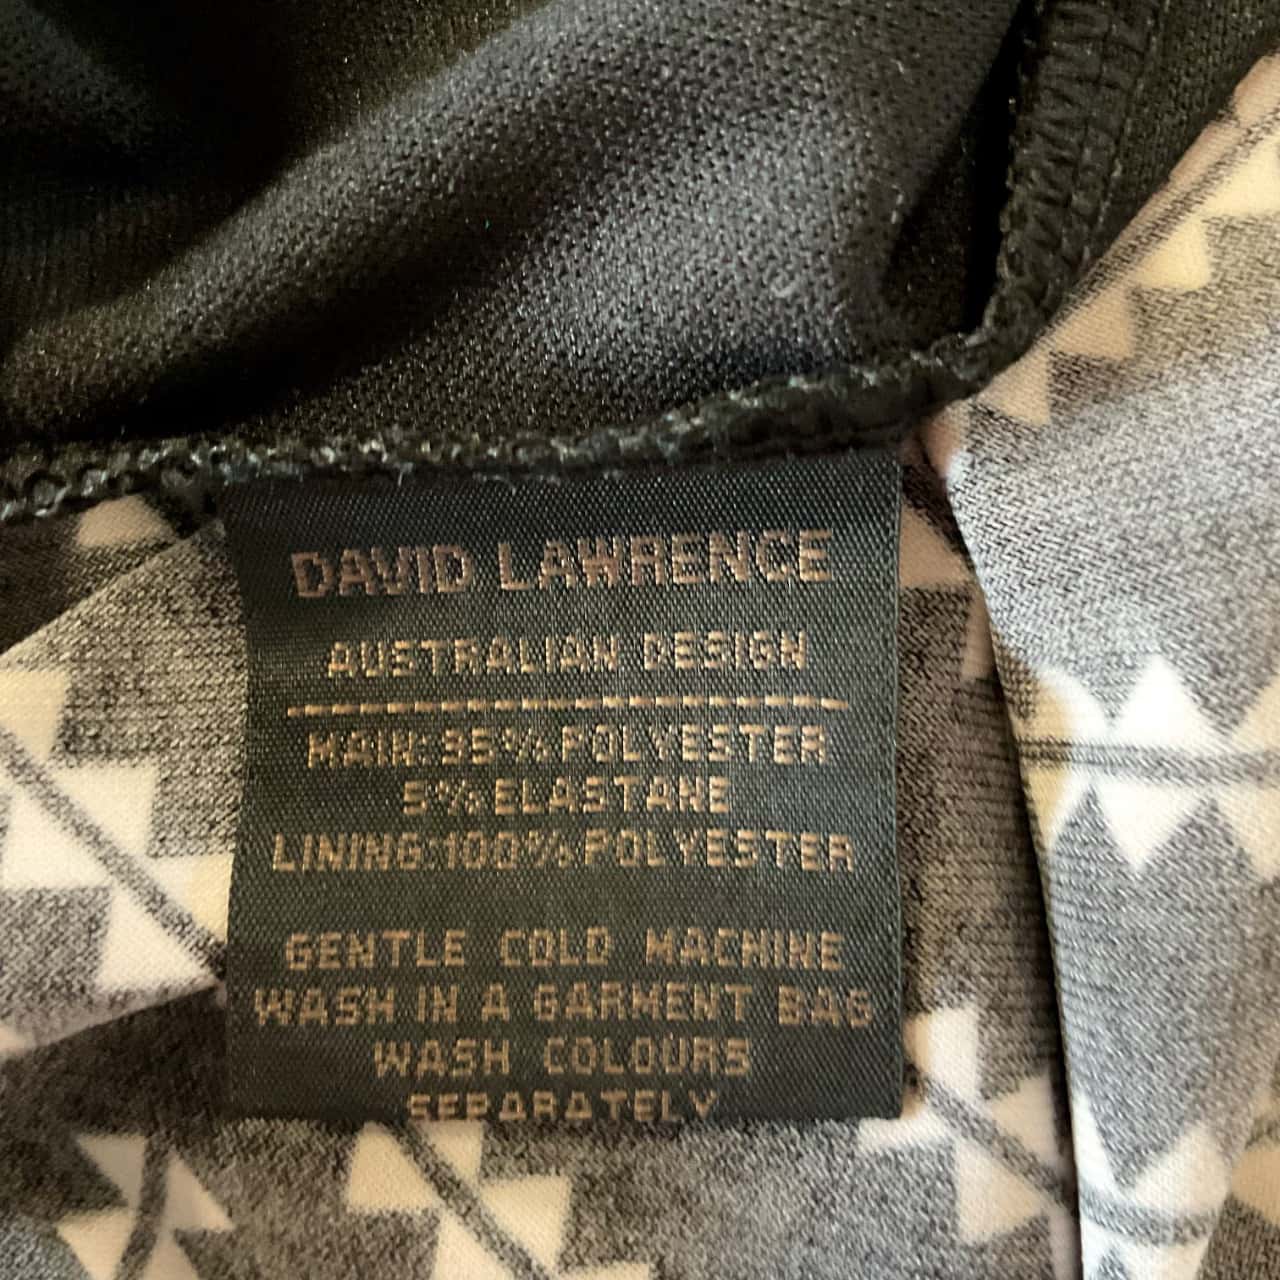 DAVID LAWRENCE
AUSTRALIAN DESIGN
MAIN: 95% POLYESTER
5% ELASTANE
LINING:100% POLYESTER
GENTLE COLD MACHINE
WASH IN A GARMENT BAG
WASH COLOURS
SEPARATELY